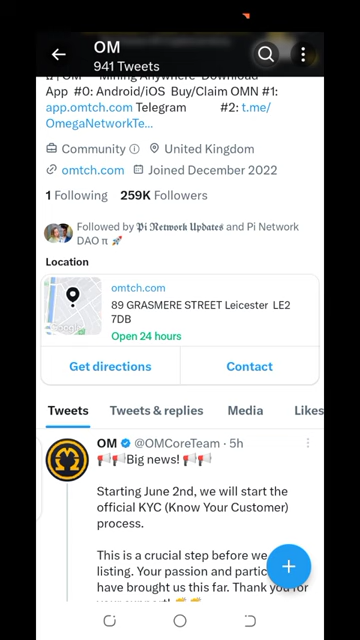 OM
941 Tweets
App #0: Android/iOS Buy/Claim OMN #1:
app.omtch.com Telegram #2: t.me/
OmegaNetworkTe...
Community United Kingdom
omtch.com Joined December 2022
1 Following 259K Followers
Followed by 𝕻𝖎 𝕹𝖊𝖙𝖜𝖔𝖗𝖐 𝖀𝖕𝖉𝖆𝖙𝖊𝖘 and Pi Network
DAO π 🚀
Location
omtch.com
89 GRASMERE STREET Leicester LE2
7DB
Open 24 hours
Get directions Contact
Tweets Tweets & replies Media Likes
OM @OMCoreTeam · 5h
📢📢Big news! 📢📢
Starting June 2nd, we will start the
official KYC (Know Your Customer)
process.
This is a crucial step before we
listing. Your passion and partic
have brought us this far. Thank you for